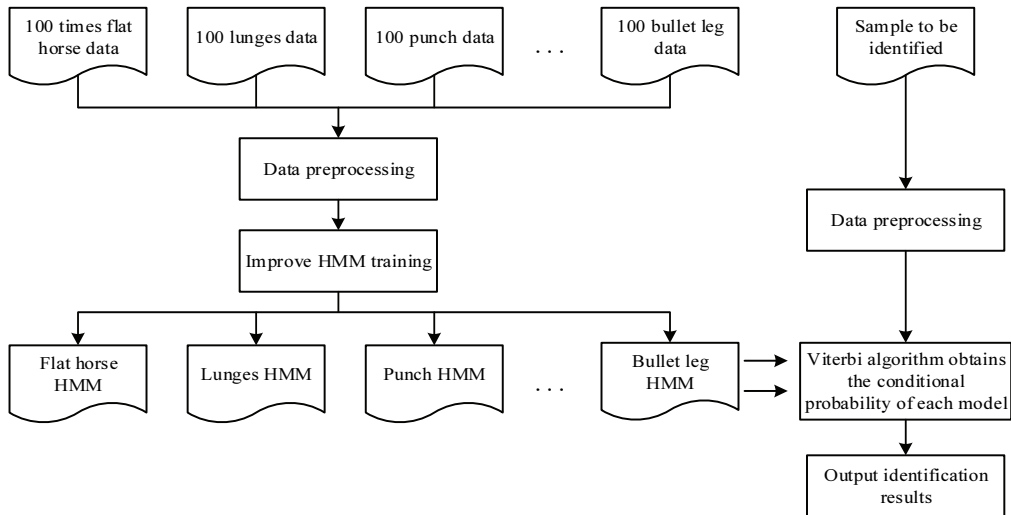 100 times flat
horse data
100 lunges data
100 punch data
. . .
100 bullet leg
data
Sample to be
identified
Data preprocessing
Data preprocessing
Improve HMM training
Flat horse
HMM
Lunges HMM
Punch HMM
. . .
Bullet leg
HMM
Viterbi algorithm obtains
the conditional
probability of each model
Output identification
results